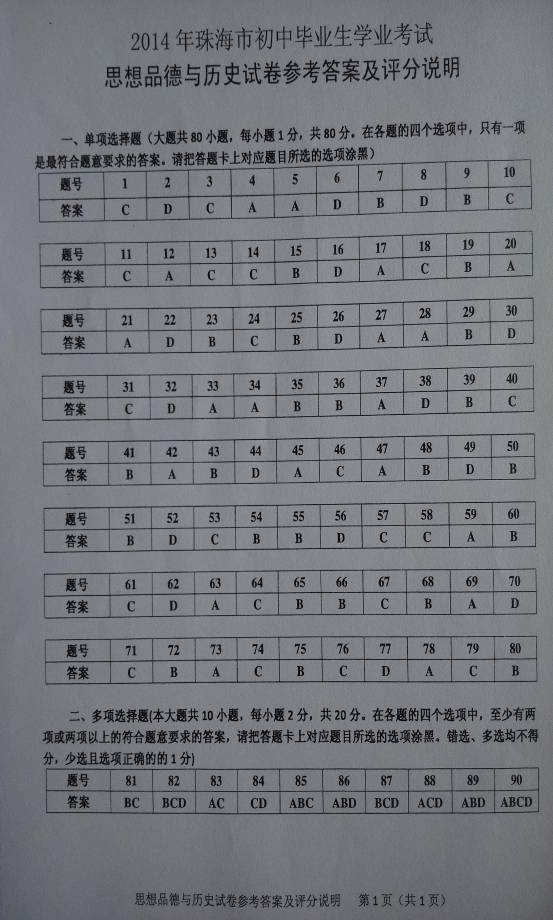 2014 年珠海市初中毕业生学业考试
思想品德与历史试卷参考答案及评分说明
一、单项选择题（大题共 80 小题，每小题 1 分，共 80 分。在各题的四个选项中，只有一项
是最符合题意要求的答案。请把答题卡上对应题目所选的选项涂黑）
题号 1 2 3 4 5 6 7 8 9 10
答案 C D C A A D B D B C
题号 11 12 13 14 15 16 17 18 19 20
答案 C A C C B D A C B A
题号 21 22 23 24 25 26 27 28 29 30
答案 A D B C B D A A B D
题号 31 32 33 34 35 36 37 38 39 40
答案 C D A A B B A D B C
题号 41 42 43 44 45 46 47 48 49 50
答案 B A B D A C A B D B
题号 51 52 53 54 55 56 57 58 59 60
答案 B D C B B D C C A B
题号 61 62 63 64 65 66 67 68 69 70
答案 C D A C B B C B A D
题号 71 72 73 74 75 76 77 78 79 80
答案 C B A C B C D A C B
二、多项选择题(本大题共 10 小题，每小题 2 分，共 20 分。在各题的四个选项中，至少有两
项或两项以上的符合题意要求的答案，请把答题卡上对应题目所选的选项涂黑。错选、多选均不得
分，少选且选项正确的的 1 分)
题号 81 82 83 84 85 86 87 88 89 90
答案 BC BCD AC CD ABC ABD BCD ACD ABD ABCD
思想品德与历史试卷参考答案及评分说明 第 1 页（共 1 页）